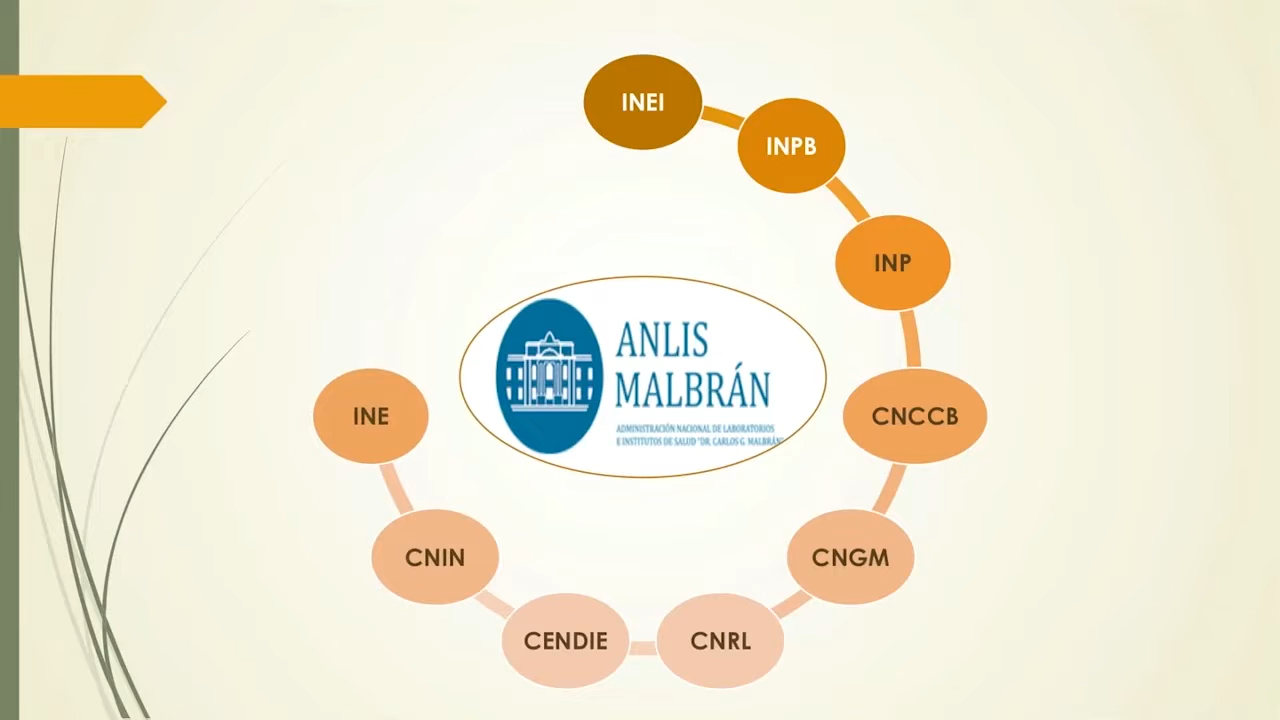 INEI
INPB
INP
CNCCB
CNGM
CNRL
CENDIE
CNIN
INE
ANLIS
MALBRÁN
ADMINISTRACIÓN NACIONAL DE LABORATORIOS
E INSTITUTOS DE SALUD "DR. CARLOS G. MALBRÁN"